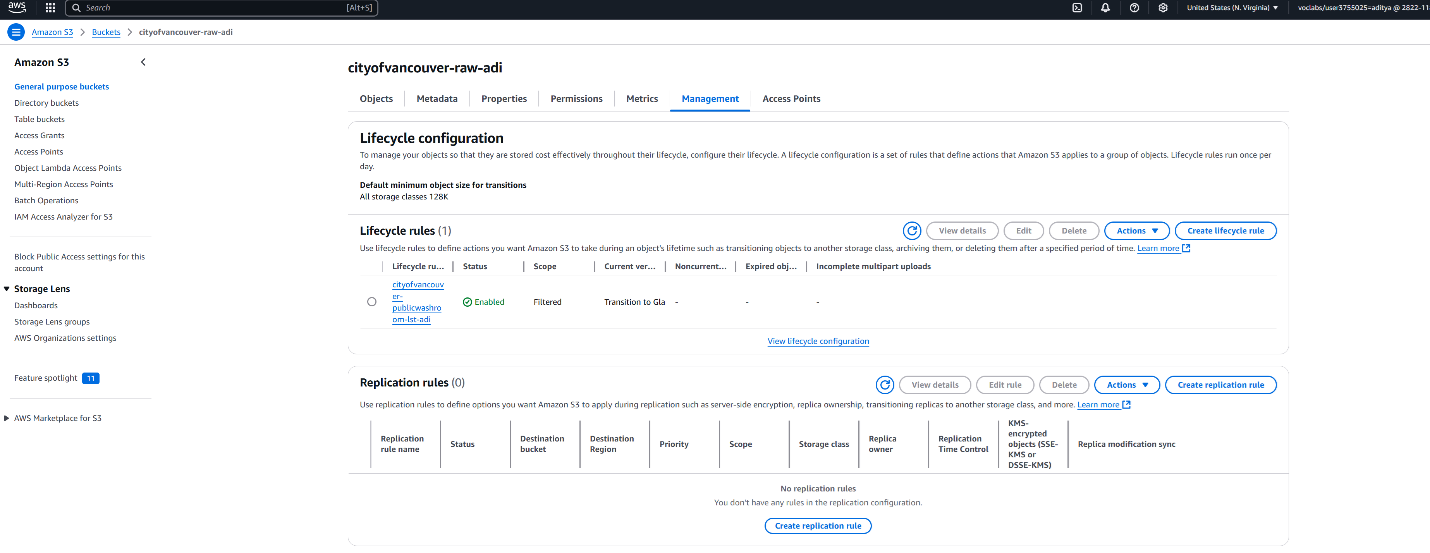 aws
Search [Alt+S]
United States (N. Virginia) ▼ voclabs/user3755025=aditya @ 2822-11
Amazon S3 > Buckets > cityofvancouver-raw-adi
Amazon S3
General purpose buckets
Directory buckets
Table buckets
Access Grants
Access Points
Object Lambda Access Points
Multi-Region Access Points
Batch Operations
IAM Access Analyzer for S3
Block Public Access settings for this
account
Storage Lens
Dashboards
Storage Lens groups
AWS Organizations settings
Feature spotlight 11
AWS Marketplace for S3
cityofvancouver-raw-adi
Objects Metadata Properties Permissions Metrics Management Access Points
Lifecycle configuration
To manage your objects so that they are stored cost effectively throughout their lifecycle, configure their lifecycle. A lifecycle configuration is a set of rules that define actions that Amazon S3 applies to a group of objects. Lifecycle rules run once per
day.
Default minimum object size for transitions
All storage classes 128K
Lifecycle rules (1)
View details Edit Delete Actions ▼ Create lifecycle rule
Use lifecycle rules to define actions you want Amazon S3 to take during an object's lifetime such as transitioning objects to another storage class, archiving them, or deleting them after a specified period of time. Learn more
Lifecycle ru... Status Scope Current ver... Noncurrent... Expired obj... Incomplete multipart uploads
cityofvancouv
er-
publicwashro
om-lst-adi
Enabled Filtered Transition to Gla - - -
View lifecycle configuration
Replication rules (0)
View details Edit rule Delete Actions ▼ Create replication rule
Use replication rules to define options you want Amazon S3 to apply during replication such as server-side encryption, replica ownership, transitioning replicas to another storage class, and more. Learn more
Replication
rule name
Status
Destination
bucket
Destination
Region
Priority
Scope
Storage class
Replica
owner
Replication
Time Control
KMS-
encrypted
objects (SSE-
KMS or
DSSE-KMS)
Replica modification sync
No replication rules
You don't have any rules in the replication configuration.
Create replication rule